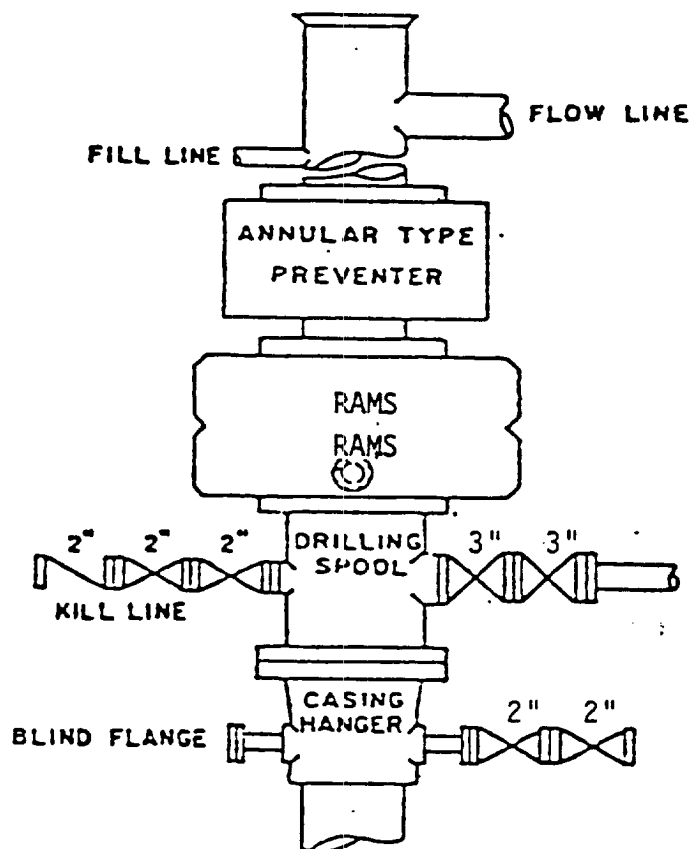 FLOW LINE
FILL LINE
ANNULAR TYPE
PREVENTER
RAMS
RAMS
2" 2" 2"
DRILLING
SPOOL
3" 3"
KILL LINE
CASING
HANGER
2" 2"
BLIND FLANGE